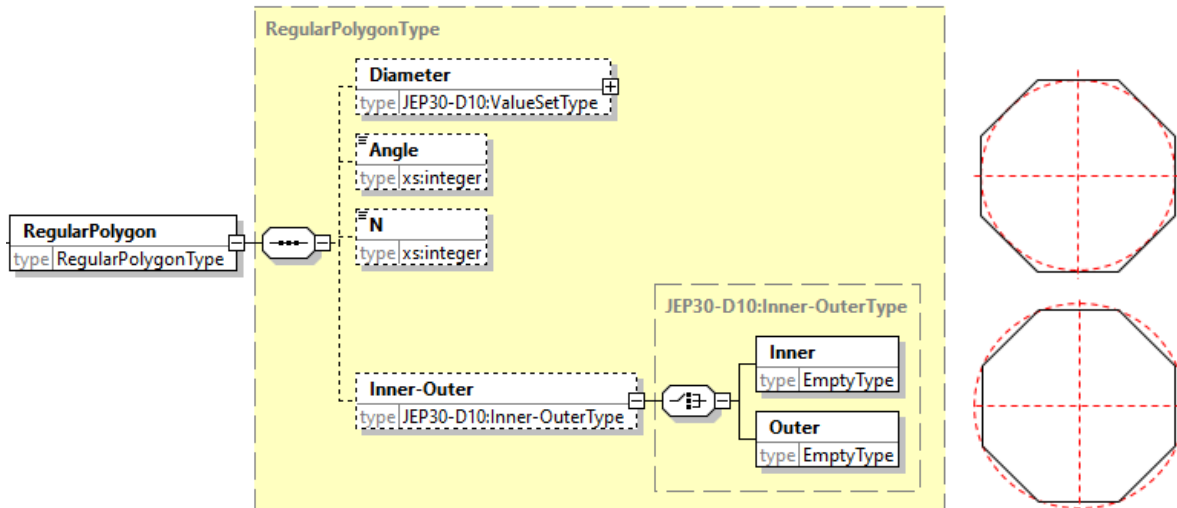 RegularPolygonType
Diameter
type JEP30-D10:ValueSetType
Angle
type xs:integer
RegularPolygon
type RegularPolygonType
N
type xs:integer
JEP30-D10:Inner-OuterType
Inner
type EmptyType
Inner-Outer
type JEP30-D10:Inner-OuterType
Outer
type EmptyType